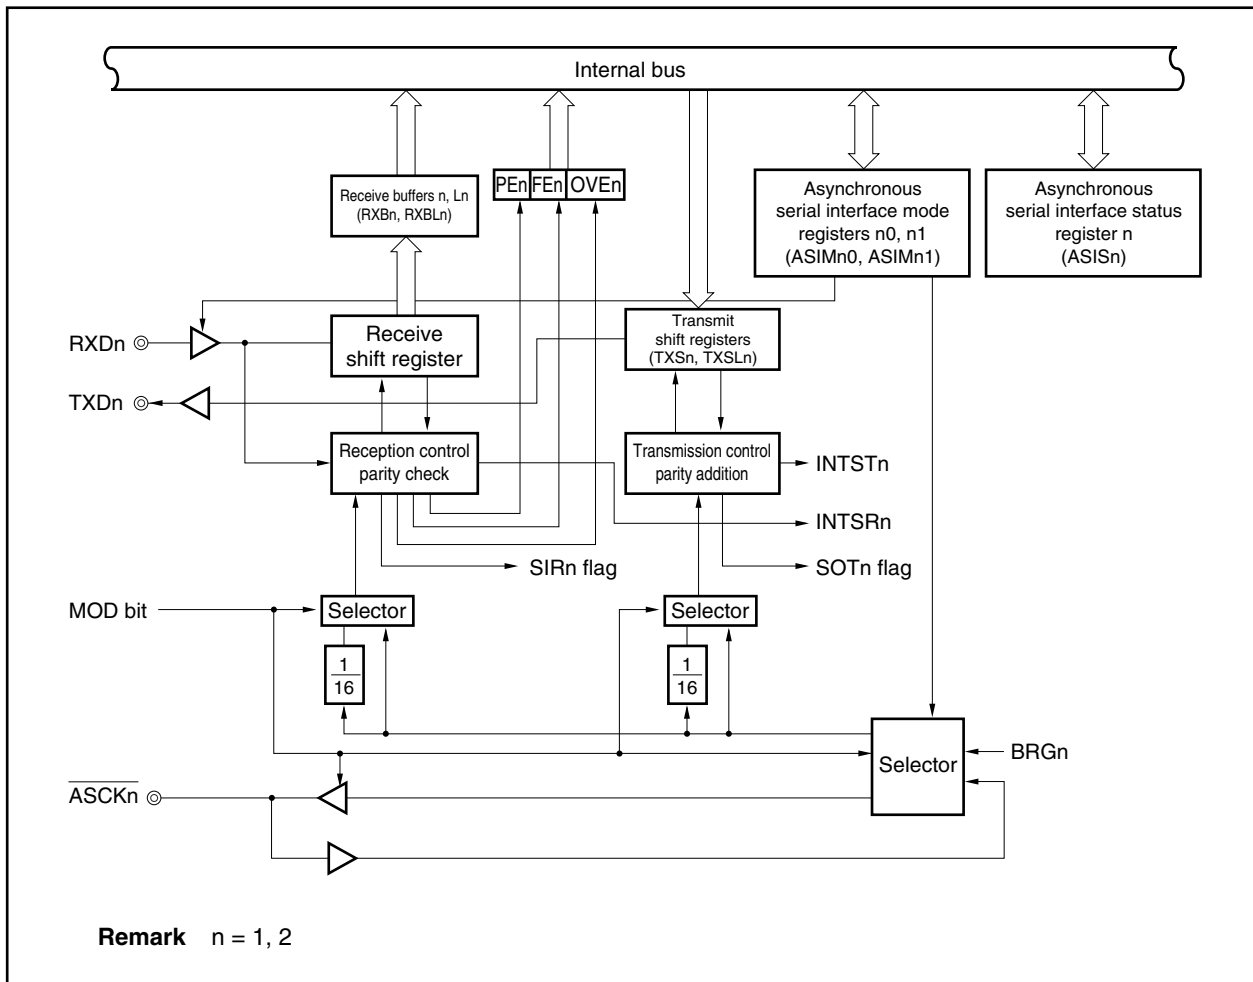 Internal bus
Receive buffers n, Ln
(RXBn, RXBLn)
PEn FEn OVEn
Asynchronous
serial interface mode
registers n0, n1
(ASIMn0, ASIMn1)
Asynchronous
serial interface status
register n
(ASISn)
RXDn
Receive
shift register
Transmit
shift registers
(TXSn, TXSLn)
TXDn
Reception control
parity check
Transmission control
parity addition
INTSTn
INTSRn
SIRn flag
SOTn flag
MOD bit
Selector
Selector
1
16
1
16
Selector
BRGn
ASCKn
Remark n = 1, 2